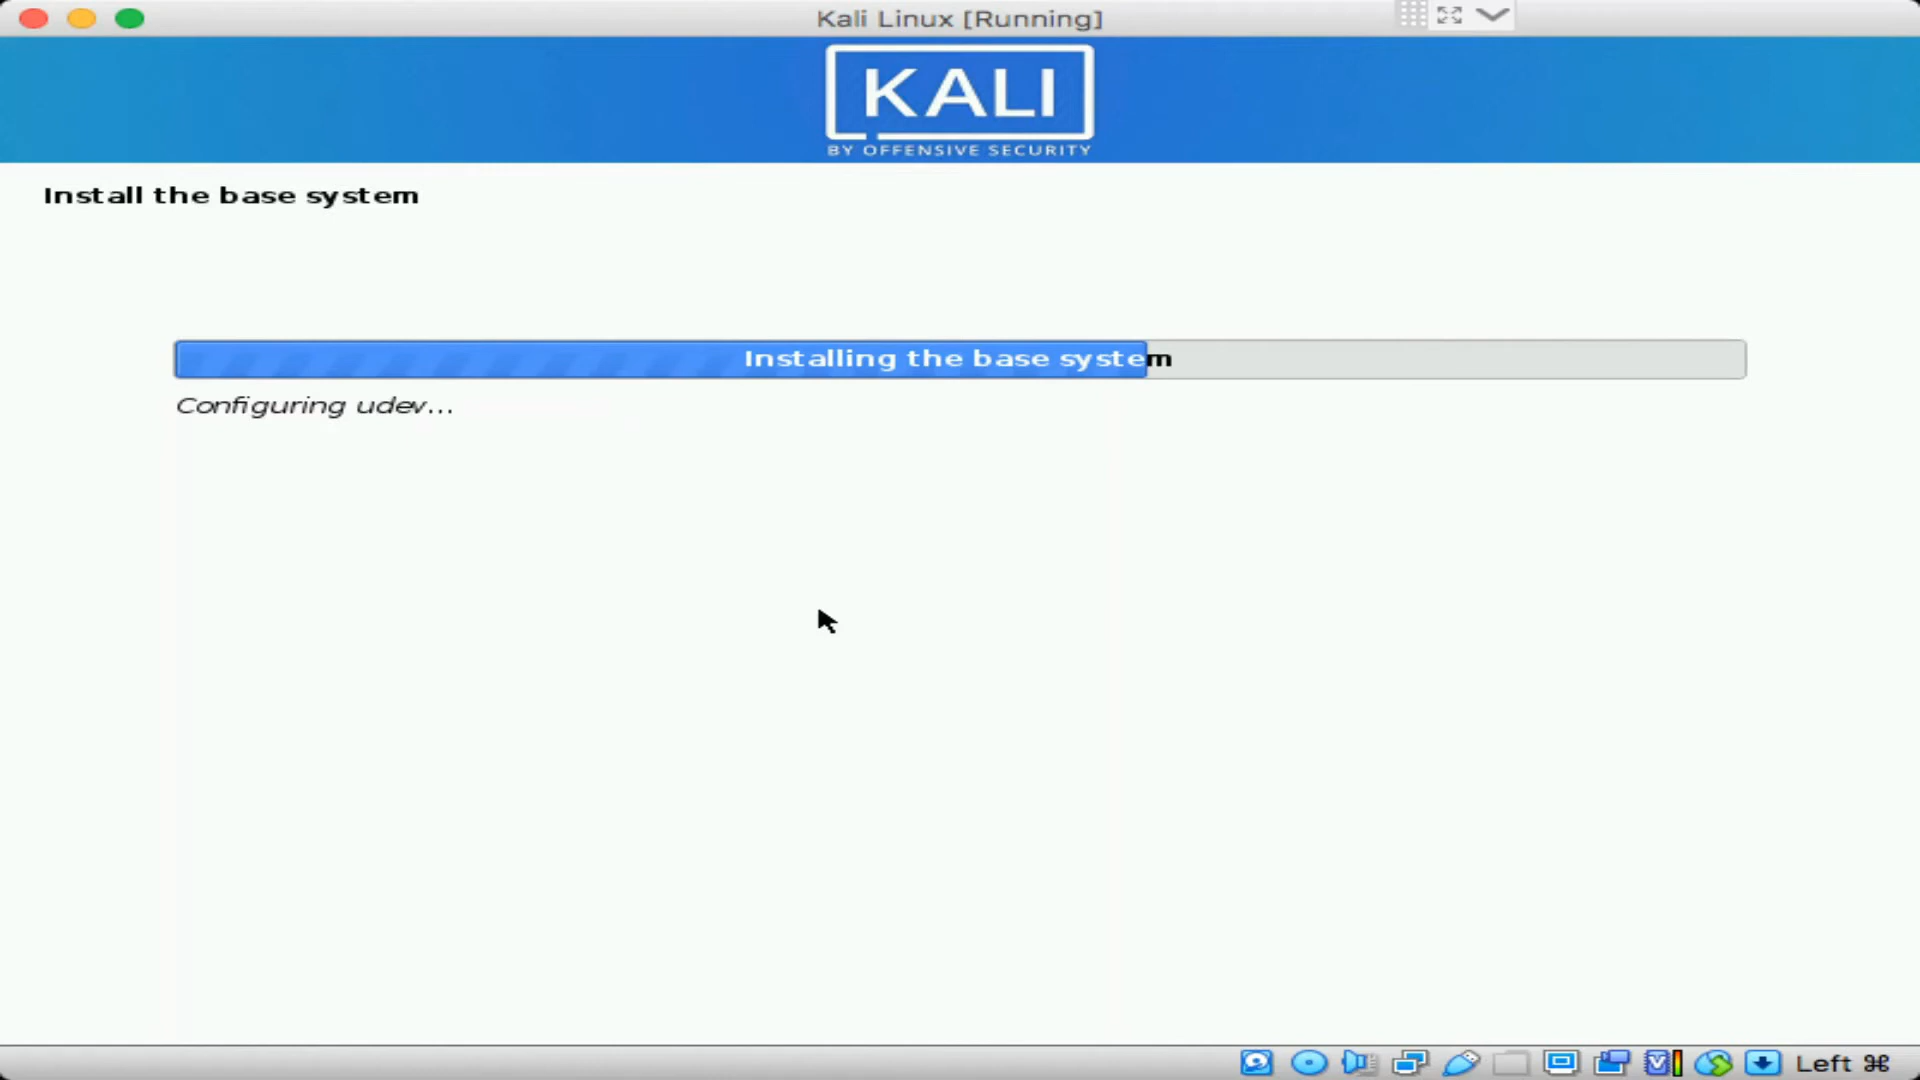 Kali Linux [Running]
KALI
BY OFFENSIVE SECURITY
Install the base system
Installing the base system
Configuring udev...
Left ⌘